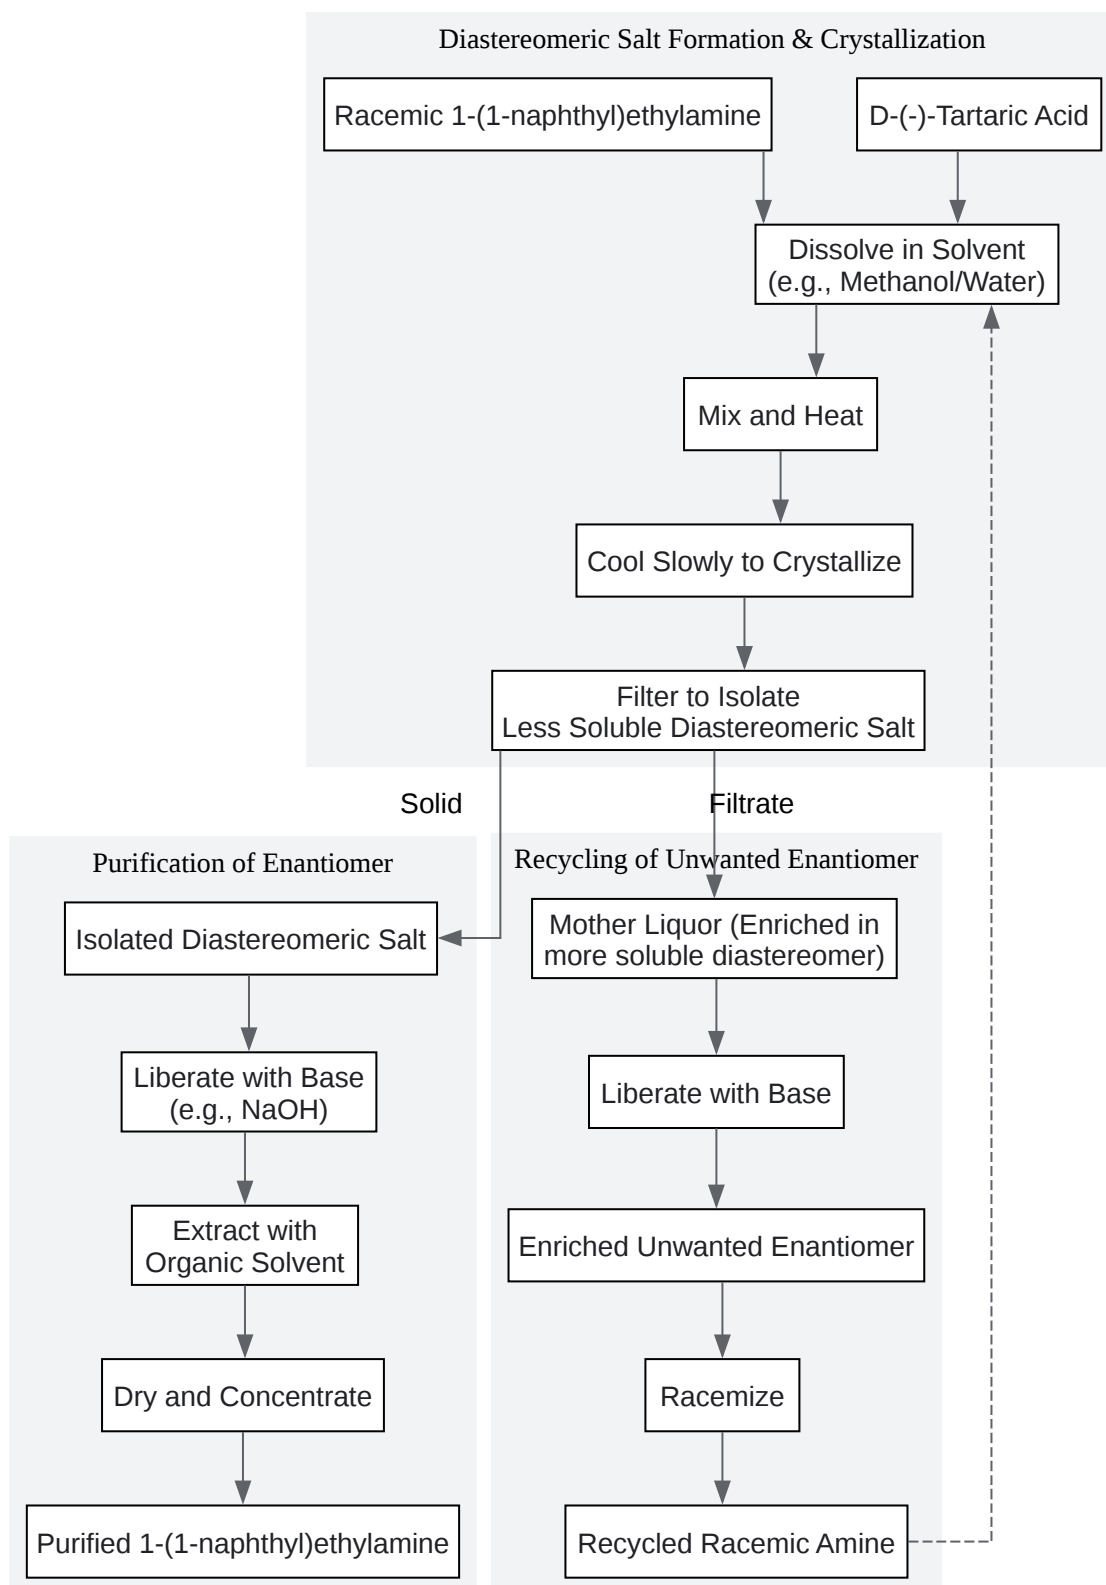 Diastereomeric Salt Formation & Crystallization
Racemic 1-(1-naphthyl)ethylamine
D-(-)-Tartaric Acid
Dissolve in Solvent
(e.g., Methanol/Water)
Mix and Heat
Cool Slowly to Crystallize
Filter to Isolate
Less Soluble Diastereomeric Salt
Solid
Filtrate
Purification of Enantiomer
Isolated Diastereomeric Salt
Liberate with Base
(e.g., NaOH)
Extract with
Organic Solvent
Dry and Concentrate
Purified 1-(1-naphthyl)ethylamine
Recycling of Unwanted Enantiomer
Mother Liquor (Enriched in
more soluble diastereomer)
Liberate with Base
Enriched Unwanted Enantiomer
Racemize
Recycled Racemic Amine